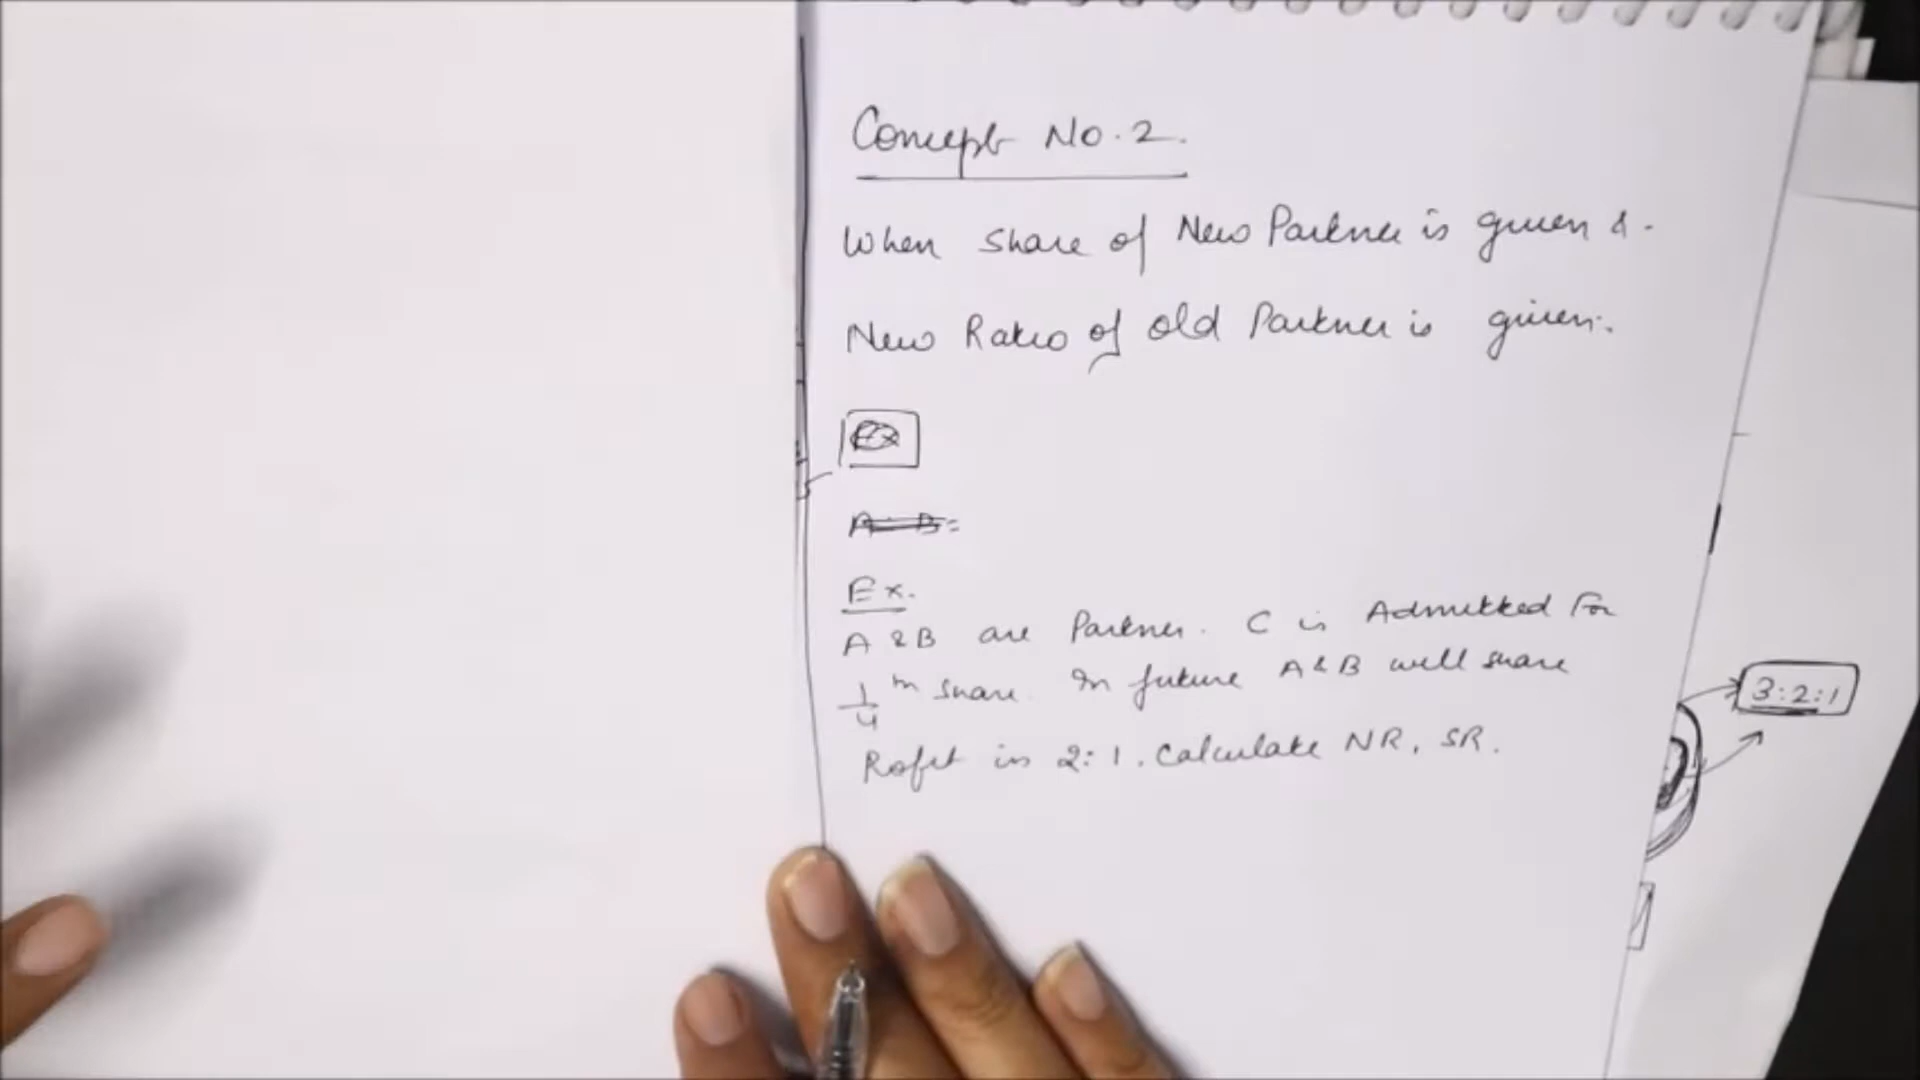 Concept No. 2.
When share of New Partner is given &.
New Ratio of old Partner is given.
Ex
A B =
Ex.
A & B are Partner. C is Admitted For
1/4 th share. In future A & B will share
Profit in 2:1. Calculate NR, SR.
3:2:1